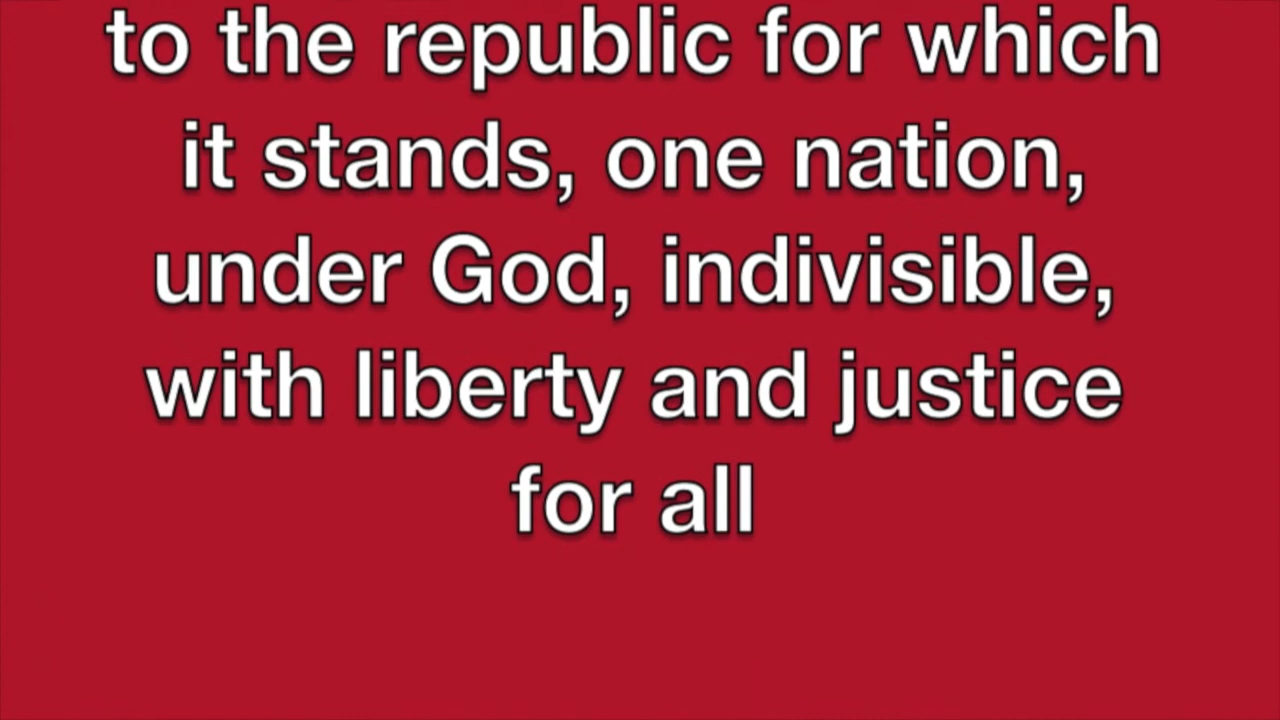 to the republic for which
it stands, one nation,
under God, indivisible,
with liberty and justice
for all